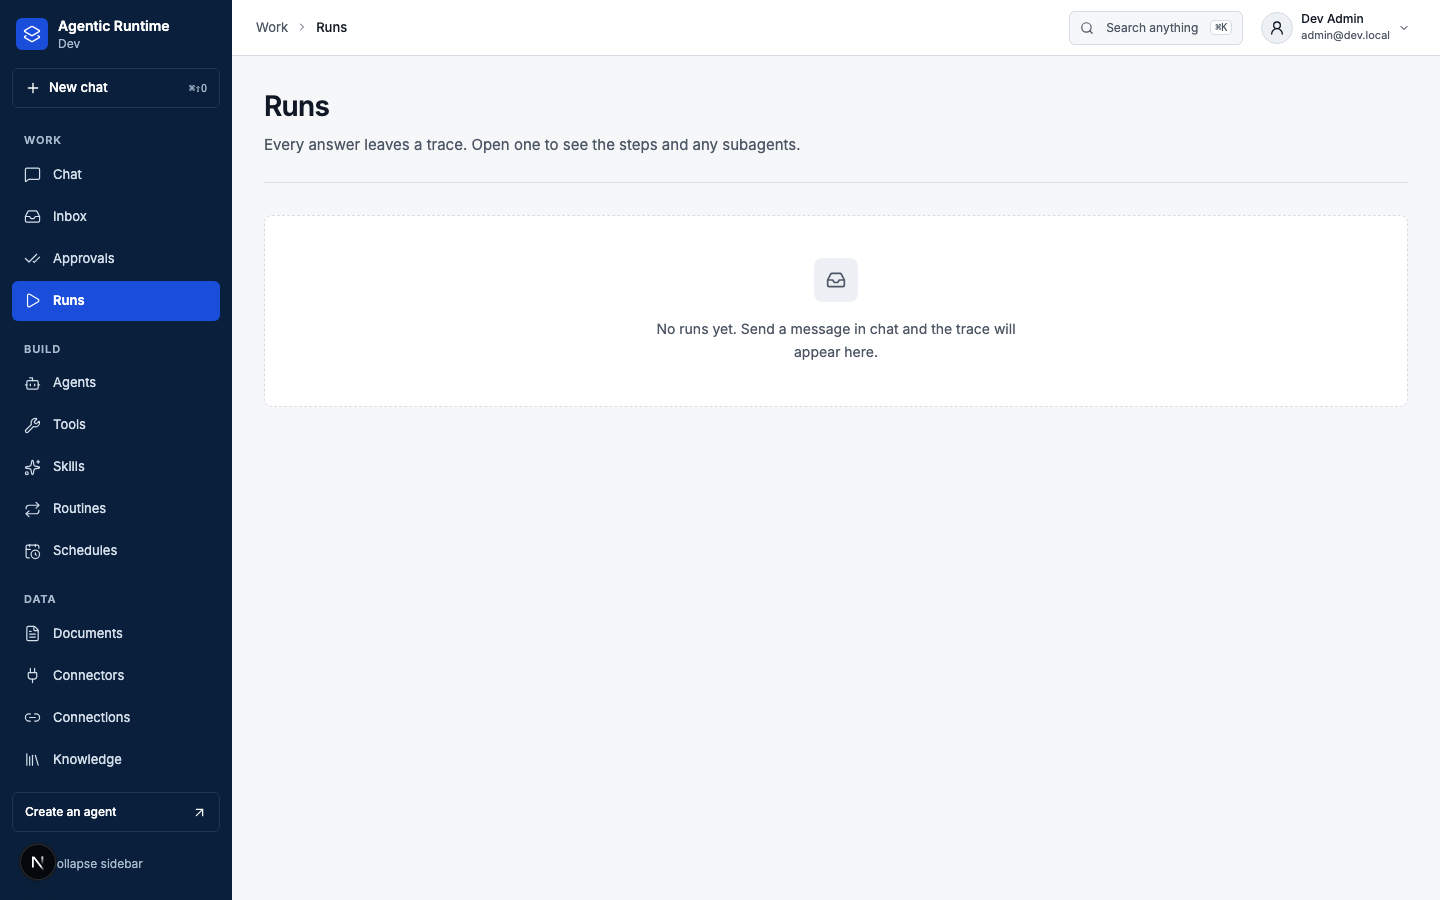 Agentic Runtime
Dev
New chat
⌘⇧O
WORK
Chat
Inbox
Approvals
Runs
BUILD
Agents
Tools
Skills
Routines
Schedules
DATA
Documents
Connectors
Connections
Knowledge
Create an agent
N
ollapse sidebar
Work
Runs
Search anything
⌘K
Dev Admin
admin@dev.local
Runs
Every answer leaves a trace. Open one to see the steps and any subagents.
No runs yet. Send a message in chat and the trace will
appear here.